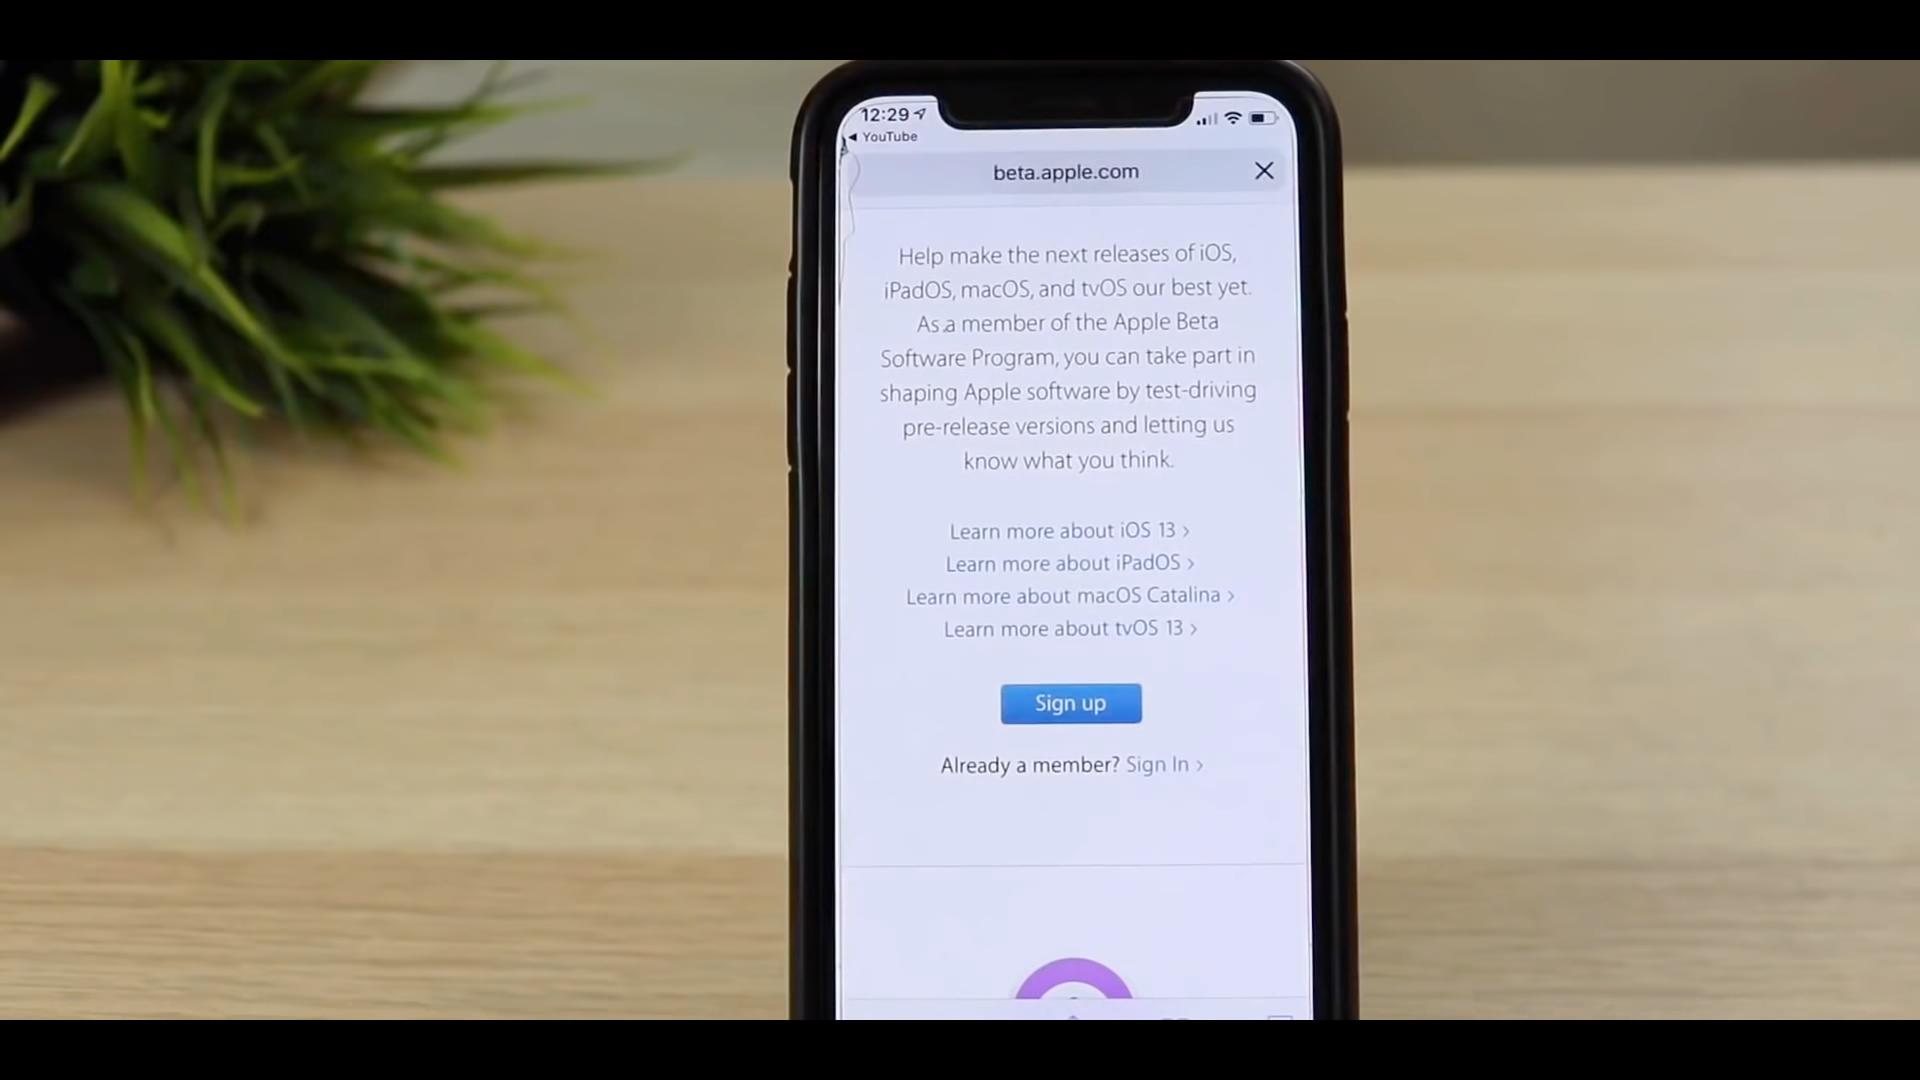 12:29
◀ YouTube
beta.apple.com
Help make the next releases of iOS,
iPadOS, macOS, and tvOS our best yet.
As a member of the Apple Beta
Software Program, you can take part in
shaping Apple software by test-driving
pre-release versions and letting us
know what you think.
Learn more about iOS 13 >
Learn more about iPadOS >
Learn more about macOS Catalina >
Learn more about tvOS 13 >
Sign up
Already a member? Sign In >